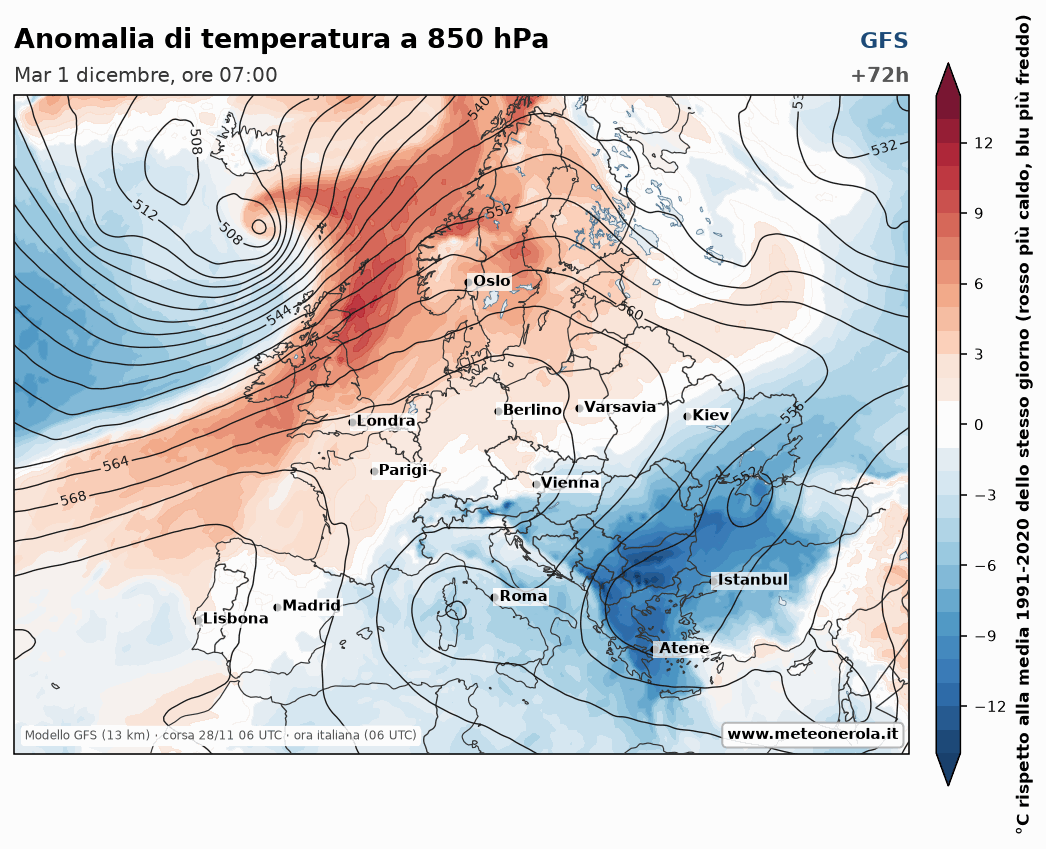 Anomalia di temperatura a 850 hPa
GFS
Mar 1 dicembre, ore 07:00
+72h
508
540
532
512
508
552
544
560
564
568
556
552
Oslo
Londra
Berlino
Varsavia
Kiev
Parigi
Vienna
Madrid
Lisbona
Roma
Istanbul
Atene
Modello GFS (13 km) · corsa 28/11 06 UTC · ora italiana (06 UTC)
www.meteonerola.it
12
9
6
3
0
−3
−6
−9
−12
°C rispetto alla media 1991-2020 dello stesso giorno (rosso più caldo, blu più freddo)